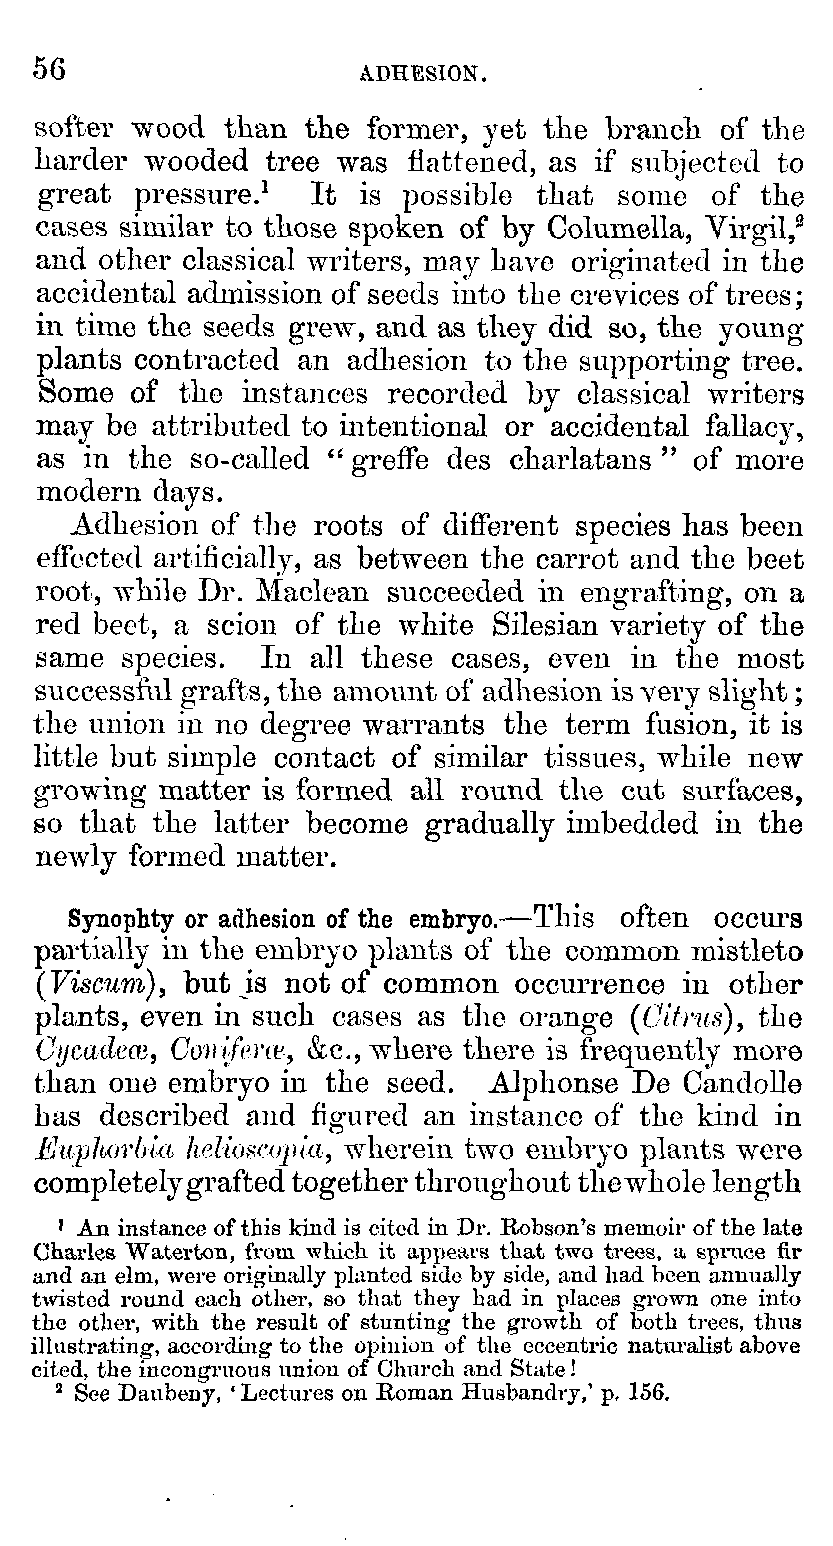 56 ADHESION.
softer wood than the former, yet the branch of the
harder wooded tree was flattened, as if subjected to
great pressure.¹ It is possible that some of the
cases similar to those spoken of by Columella, Virgil,²
and other classical writers, may have originated in the
accidental admission of seeds into the crevices of trees;
in time the seeds grew, and as they did so, the young
plants contracted an adhesion to the supporting tree.
Some of the instances recorded by classical writers
may be attributed to intentional or accidental fallacy,
as in the so-called “greffe des charlatans” of more
modern days.
Adhesion of the roots of different species has been
effected artificially, as between the carrot and the beet
root, while Dr. Maclean succeeded in engrafting, on a
red beet, a scion of the white Silesian variety of the
same species. In all these cases, even in the most
successful grafts, the amount of adhesion is very slight;
the union in no degree warrants the term fusion, it is
little but simple contact of similar tissues, while new
growing matter is formed all round the cut surfaces,
so that the latter become gradually imbedded in the
newly formed matter.
Synophty or adhesion of the embryo.—This often occurs
partially in the embryo plants of the common mistleto
(Viscum), but is not of common occurrence in other
plants, even in such cases as the orange (Citrus), the
Cycadeæ, Coniferæ, &c., where there is frequently more
than one embryo in the seed. Alphonse De Candolle
has described and figured an instance of the kind in
Euphorbia helioscopia, wherein two embryo plants were
completely grafted together throughout the whole length
¹ An instance of this kind is cited in Dr. Robson's memoir of the late
Charles Waterton, from which it appears that two trees, a spruce fir
and an elm, were originally planted side by side, and had been annually
twisted round each other, so that they had in places grown one into
the other, with the result of stunting the growth of both trees, thus
illustrating, according to the opinion of the eccentric naturalist above
cited, the incongruous union of Church and State!
² See Daubeny, ‘Lectures on Roman Husbandry,’ p. 156.